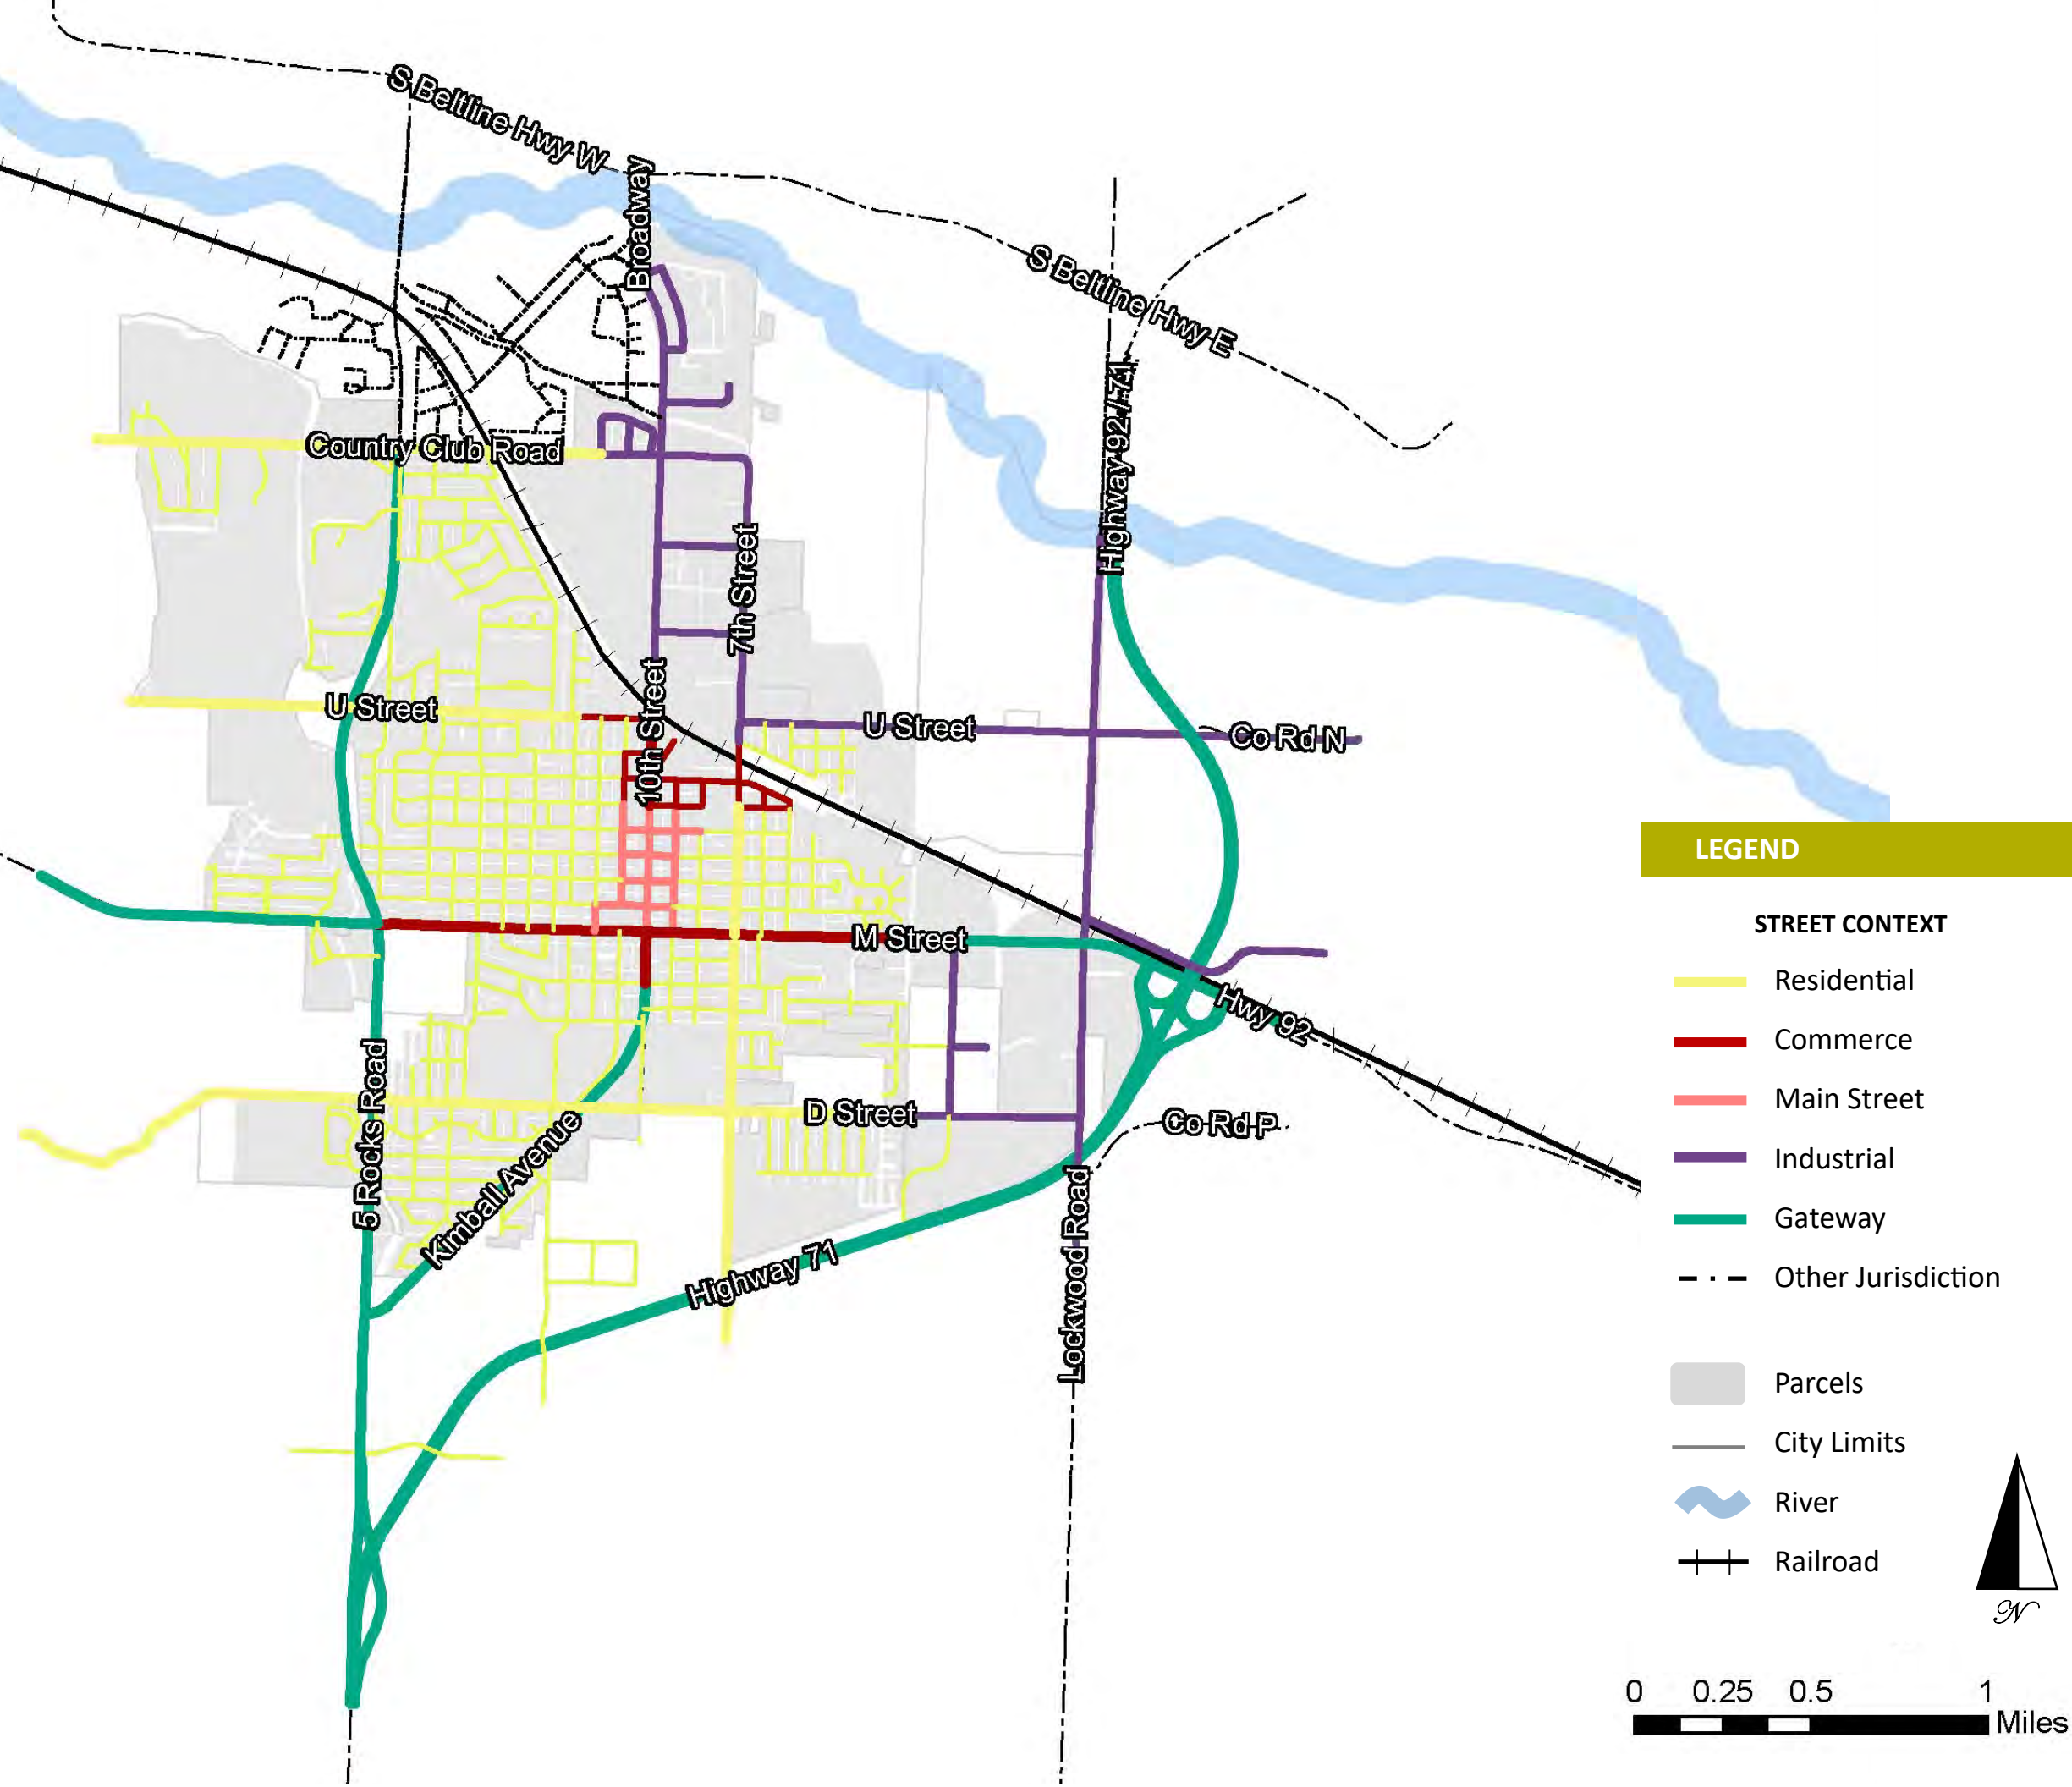 S Beltline Hwy W
Broadway
S Beltline Hwy E
Highway 92 / 71
Country Club Road
7th Street
10th Street
U Street
U Street
Co Rd N
M Street
Hwy 92
D Street
Co Rd P
5 Rocks Road
Kimball Avenue
Highway 71
Lockwood Road
LEGEND
STREET CONTEXT
Residential
Commerce
Main Street
Industrial
Gateway
Other Jurisdiction
Parcels
City Limits
River
Railroad
N
0 0.25 0.5 1
Miles